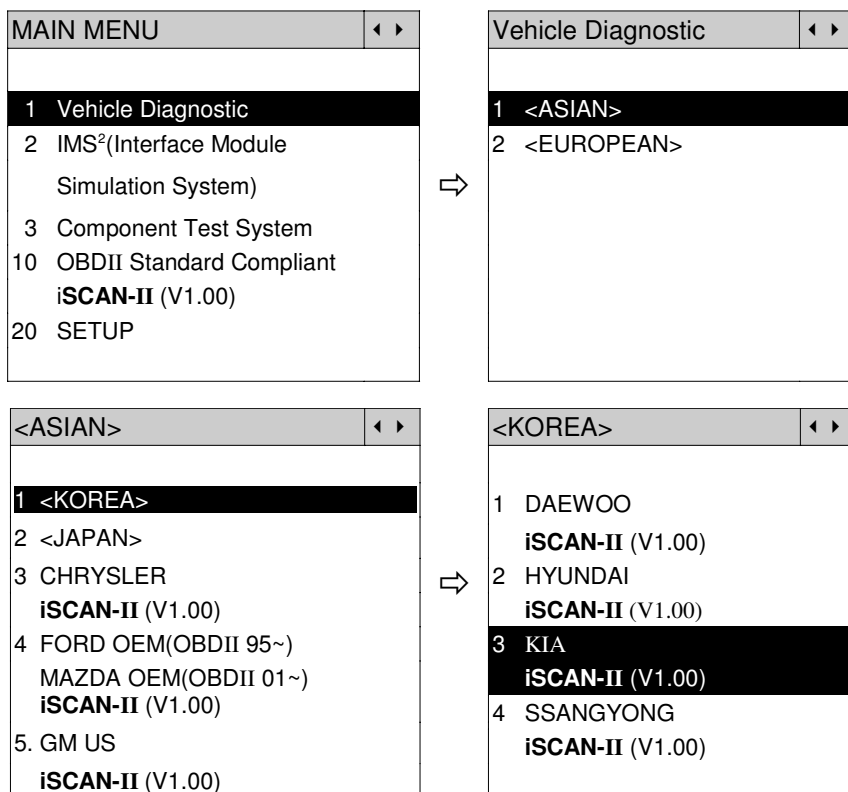 MAIN MENU
1 Vehicle Diagnostic
2 IMS²(Interface Module
Simulation System)
3 Component Test System
10 OBDII Standard Compliant
iSCAN-II (V1.00)
20 SETUP
Vehicle Diagnostic
1 <ASIAN>
2 <EUROPEAN>
<ASIAN>
1 <KOREA>
2 <JAPAN>
3 CHRYSLER
iSCAN-II (V1.00)
4 FORD OEM(OBDII 95~)
MAZDA OEM(OBDII 01~)
iSCAN-II (V1.00)
5. GM US
iSCAN-II (V1.00)
<KOREA>
1 DAEWOO
iSCAN-II (V1.00)
2 HYUNDAI
iSCAN-II (V1.00)
3 KIA
iSCAN-II (V1.00)
4 SSANGYONG
iSCAN-II (V1.00)